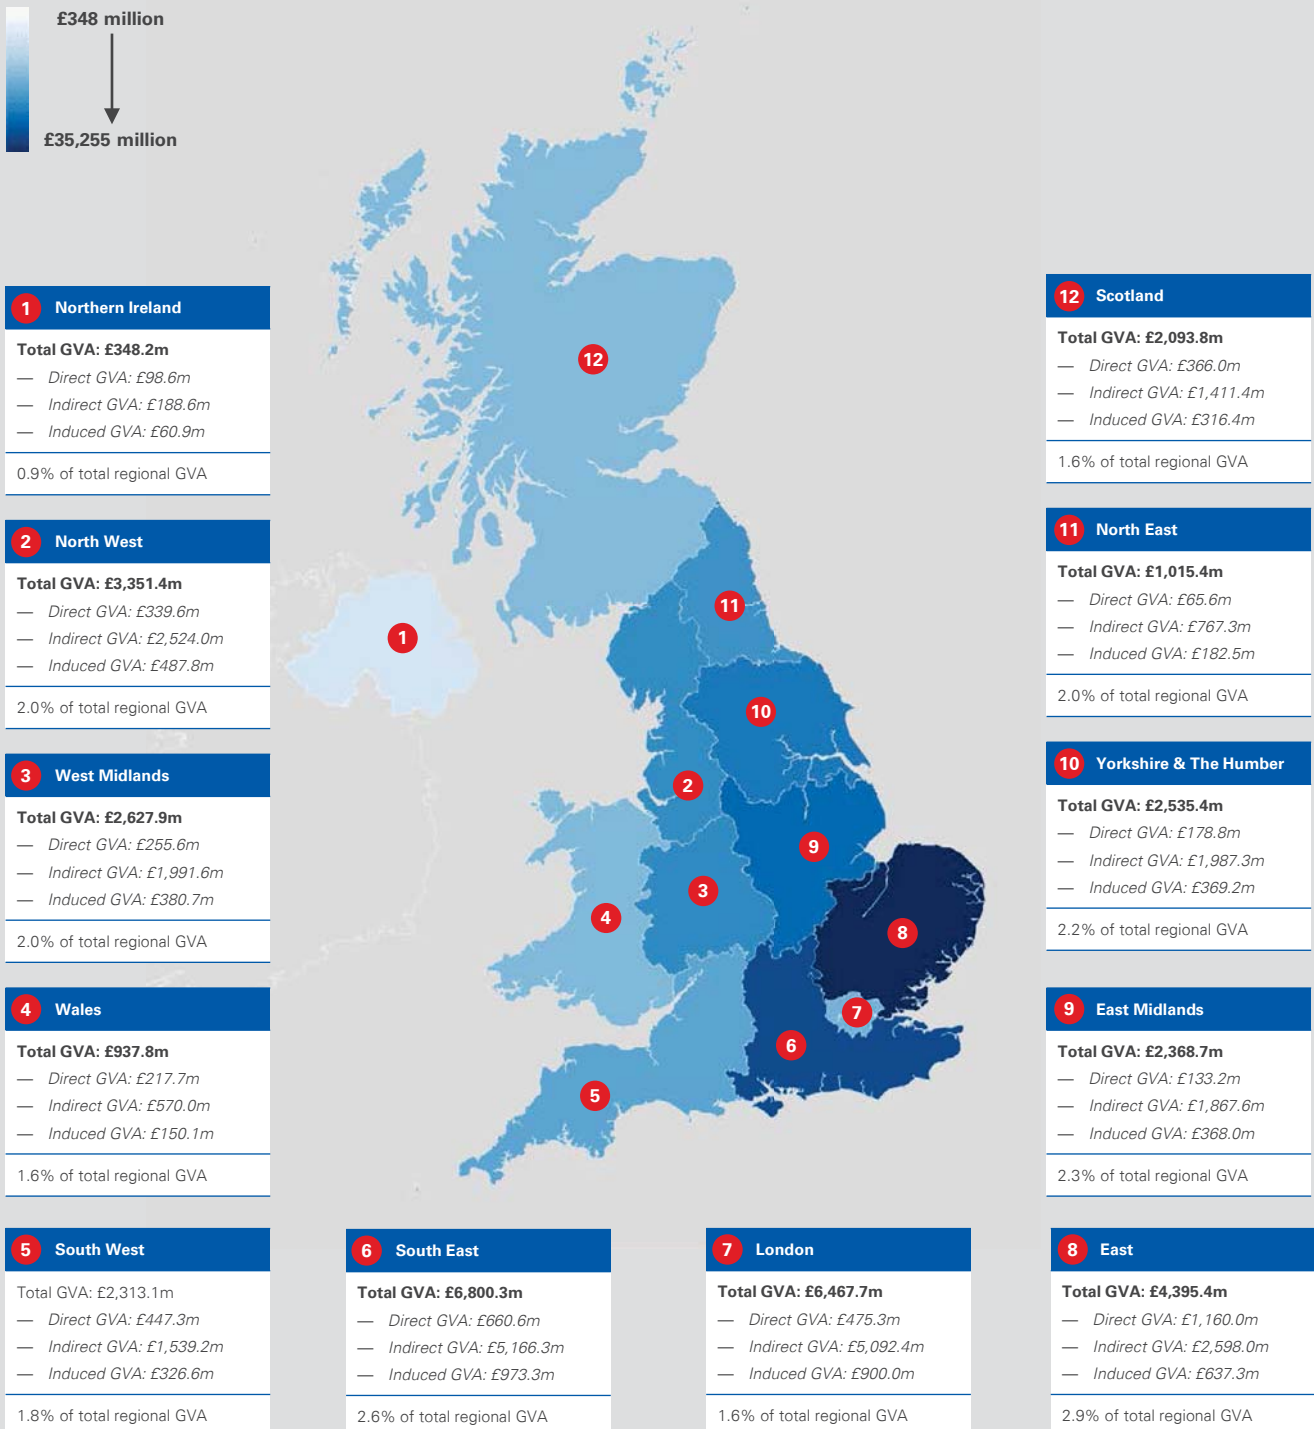 £348 million
£35,255 million
1 Northern Ireland
Total GVA: £348.2m
— Direct GVA: £98.6m
— Indirect GVA: £188.6m
— Induced GVA: £60.9m
0.9% of total regional GVA
2 North West
Total GVA: £3,351.4m
— Direct GVA: £339.6m
— Indirect GVA: £2,524.0m
— Induced GVA: £487.8m
2.0% of total regional GVA
3 West Midlands
Total GVA: £2,627.9m
— Direct GVA: £255.6m
— Indirect GVA: £1,991.6m
— Induced GVA: £380.7m
2.0% of total regional GVA
4 Wales
Total GVA: £937.8m
— Direct GVA: £217.7m
— Indirect GVA: £570.0m
— Induced GVA: £150.1m
1.6% of total regional GVA
5 South West
Total GVA: £2,313.1m
— Direct GVA: £447.3m
— Indirect GVA: £1,539.2m
— Induced GVA: £326.6m
1.8% of total regional GVA
12
11
1
10
2
9
3
4
8
7
6
5
6 South East
Total GVA: £6,800.3m
— Direct GVA: £660.6m
— Indirect GVA: £5,166.3m
— Induced GVA: £973.3m
2.6% of total regional GVA
7 London
Total GVA: £6,467.7m
— Direct GVA: £475.3m
— Indirect GVA: £5,092.4m
— Induced GVA: £900.0m
1.6% of total regional GVA
12 Scotland
Total GVA: £2,093.8m
— Direct GVA: £366.0m
— Indirect GVA: £1,411.4m
— Induced GVA: £316.4m
1.6% of total regional GVA
11 North East
Total GVA: £1,015.4m
— Direct GVA: £65.6m
— Indirect GVA: £767.3m
— Induced GVA: £182.5m
2.0% of total regional GVA
10 Yorkshire & The Humber
Total GVA: £2,535.4m
— Direct GVA: £178.8m
— Indirect GVA: £1,987.3m
— Induced GVA: £369.2m
2.2% of total regional GVA
9 East Midlands
Total GVA: £2,368.7m
— Direct GVA: £133.2m
— Indirect GVA: £1,867.6m
— Induced GVA: £368.0m
2.3% of total regional GVA
8 East
Total GVA: £4,395.4m
— Direct GVA: £1,160.0m
— Indirect GVA: £2,598.0m
— Induced GVA: £637.3m
2.9% of total regional GVA